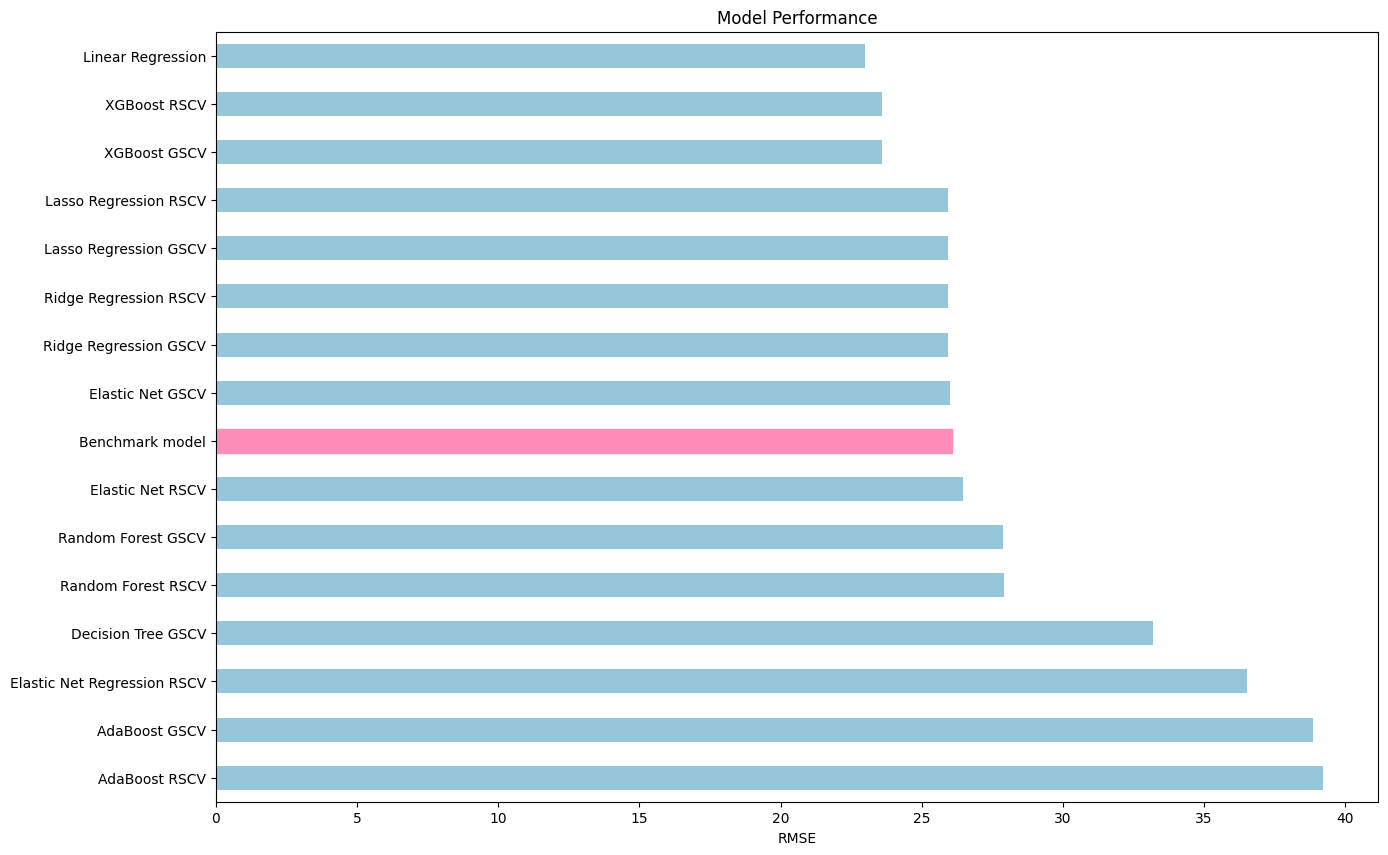 Model Performance
Linear Regression
XGBoost RSCV
XGBoost GSCV
Lasso Regression RSCV
Lasso Regression GSCV
Ridge Regression RSCV
Ridge Regression GSCV
Elastic Net GSCV
Benchmark model
Elastic Net RSCV
Random Forest GSCV
Random Forest RSCV
Decision Tree GSCV
Elastic Net Regression RSCV
AdaBoost GSCV
AdaBoost RSCV
0 5 10 15 20 25 30 35 40
RMSE